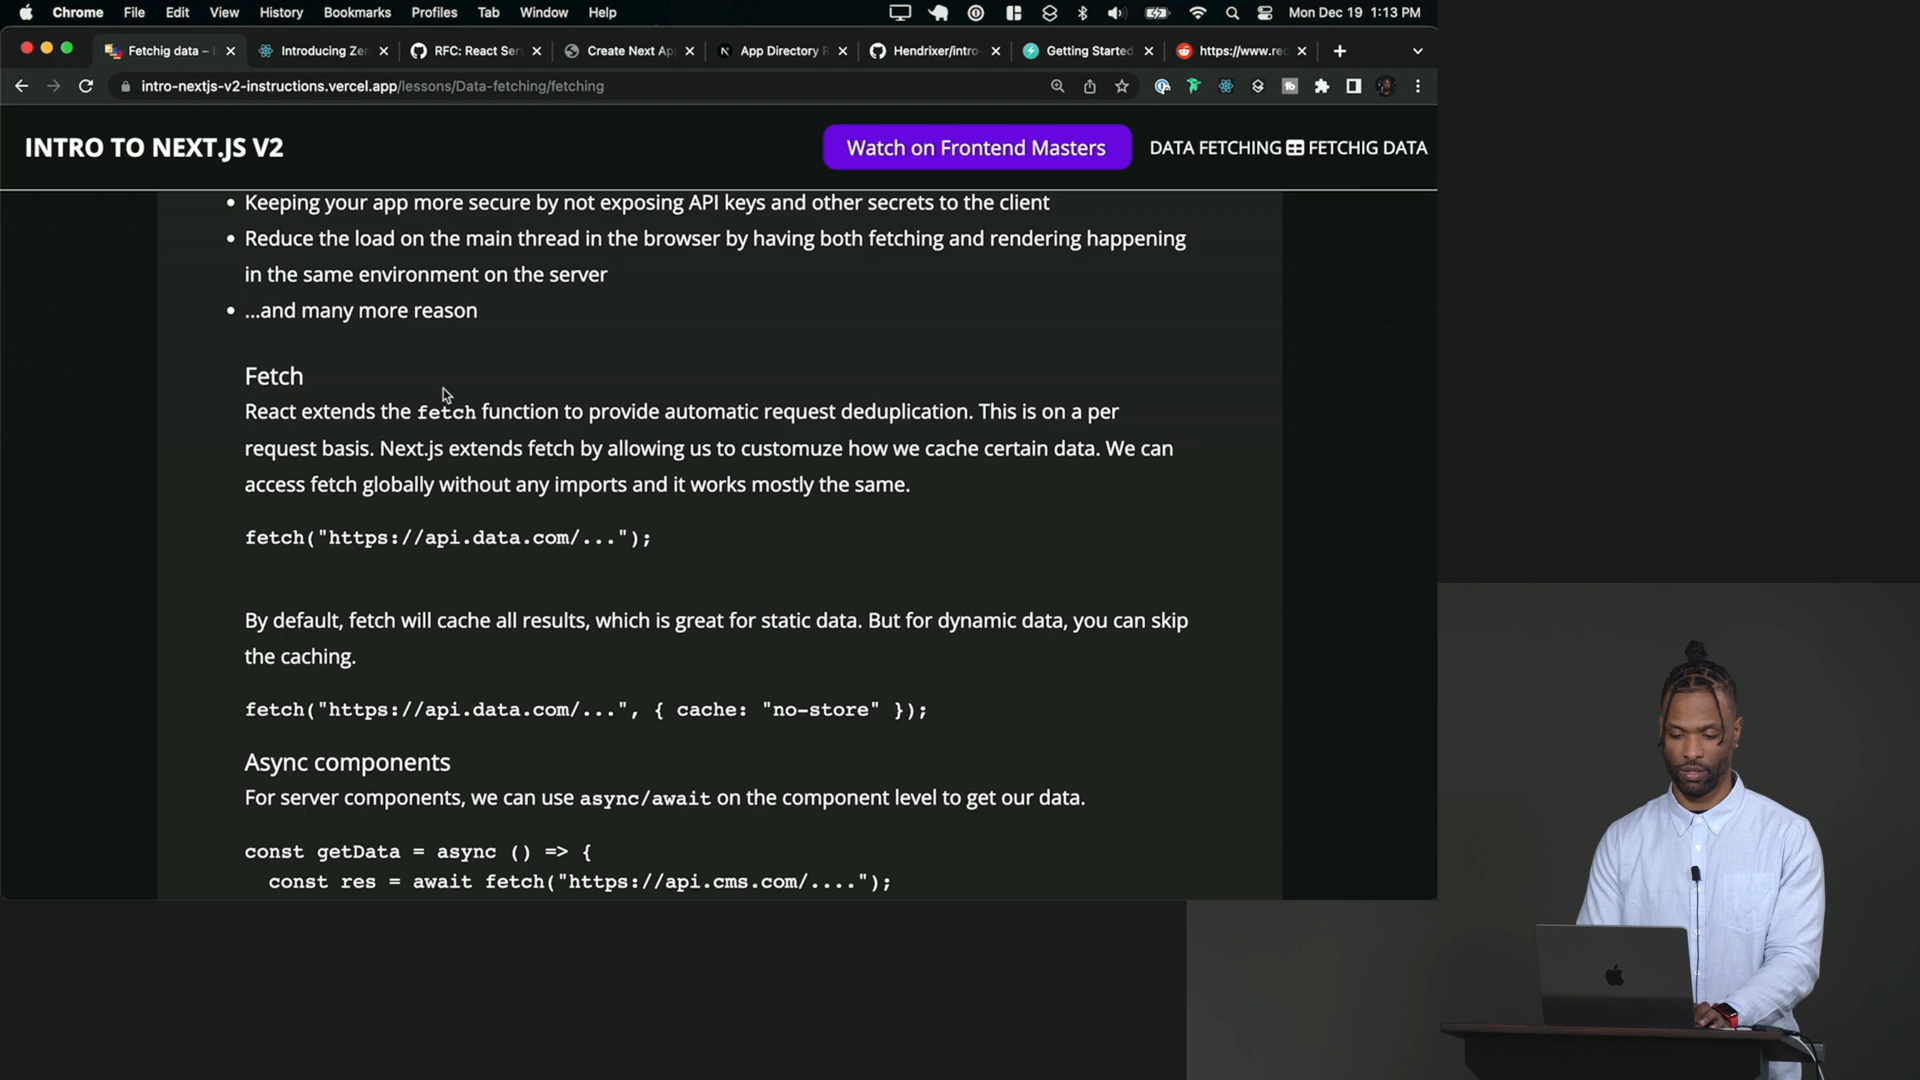 Chrome File Edit View History Bookmarks Profiles Tab Window Help Mon Dec 19 1:13 PM
Fetchig data – Introducing Ze RFC: React Ser Create Next Ap App Directory Hendrixer/intro Getting Started https://www.re
intro-nextjs-v2-instructions.vercel.app/lessons/Data-fetching/fetching
INTRO TO NEXT.JS V2 Watch on Frontend Masters DATA FETCHING FETCHIG DATA
• Keeping your app more secure by not exposing API keys and other secrets to the client
• Reduce the load on the main thread in the browser by having both fetching and rendering happening
in the same environment on the server
• ...and many more reason
Fetch
React extends the fetch function to provide automatic request deduplication. This is on a per
request basis. Next.js extends fetch by allowing us to customuze how we cache certain data. We can
access fetch globally without any imports and it works mostly the same.
fetch("https://api.data.com/...");
By default, fetch will cache all results, which is great for static data. But for dynamic data, you can skip
the caching.
fetch("https://api.data.com/...", { cache: "no-store" });
Async components
For server components, we can use async/await on the component level to get our data.
const getData = async () => {
const res = await fetch("https://api.cms.com/....");